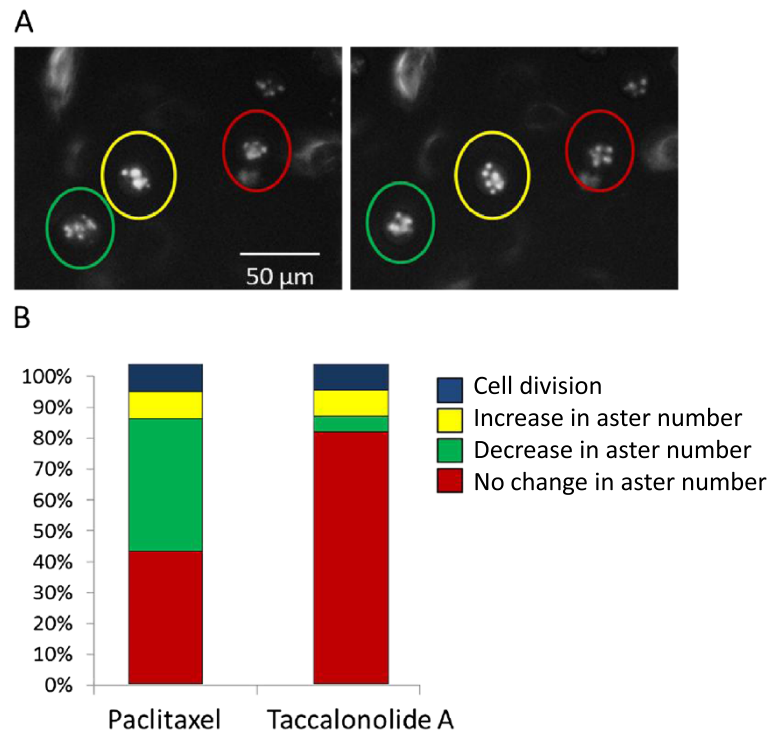 A
50 µm
B
100%
90%
80%
70%
60%
50%
40%
30%
20%
10%
0%
Paclitaxel
Taccalonolide A
Cell division
Increase in aster number
Decrease in aster number
No change in aster number